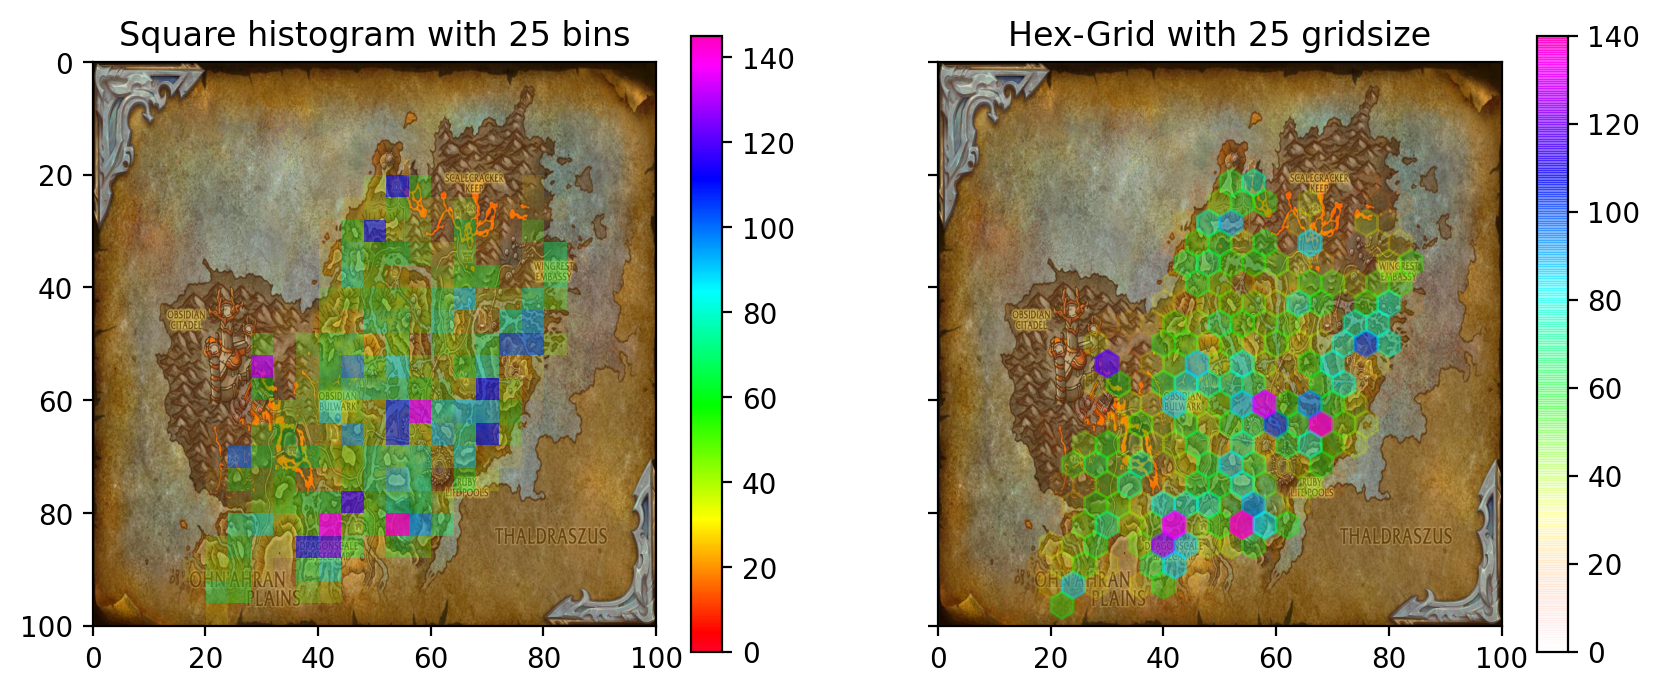 Square histogram with 25 bins
0
20
40
60
80
100
0
20
40
60
80
100
SCALECRACKER
KEEP
WINGREST
EMBASSY
OBSIDIAN
CITADEL
OBSIDIAN
BULWARK
RUBY
LIFEPOOLS
THALDRASZUS
DRAGONSCALE
OHN'AHRAN
PLAINS
140
120
100
80
60
40
20
0
Hex-Grid with 25 gridsize
0
20
40
60
80
100
SCALECRACKER
KEEP
WINGREST
EMBASSY
OBSIDIAN
CITADEL
OBSIDIAN
BULWARK
RUBY
LIFEPOOLS
THALDRASZUS
DRAGONSCALE
OHN'AHRAN
PLAINS
140
120
100
80
60
40
20
0